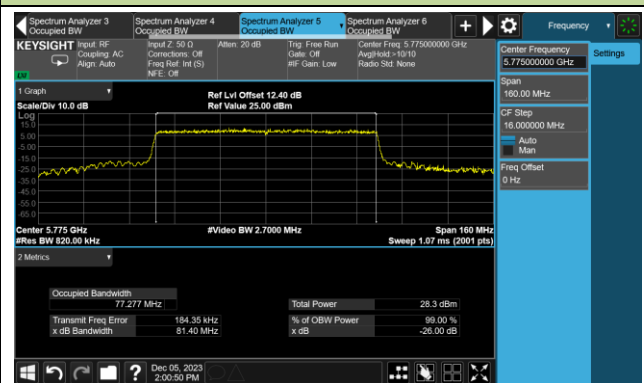 Spectrum Analyzer 3
Occupied BW
Spectrum Analyzer 4
Occupied BW
Spectrum Analyzer 5
Occupied BW
Spectrum Analyzer 6
Occupied BW
+
Frequency
KEYSIGHT
Input: RF
Coupling: AC
Align: Auto
Input Z: 50 Ω
Corrections: Off
Freq Ref: Int (S)
NFE: Off
Atten: 20 dB
Trig: Free Run
Gate: Off
#IF Gain: Low
Center Freq: 5.775000000 GHz
Avg|Hold:>10/10
Radio Std: None
Center Frequency
5.775000000 GHz
Settings
Span
160.00 MHz
CF Step
16.000000 MHz
Auto
Man
Freq Offset
0 Hz
1 Graph
Scale/Div 10.0 dB
Ref Lvl Offset 12.40 dB
Ref Value 25.00 dBm
Log
15.0
5.00
-5.00
-15.0
-25.0
-35.0
-45.0
-55.0
-65.0
Center 5.775 GHz
#Video BW 2.7000 MHz
Span 160 MHz
#Res BW 820.00 kHz
Sweep 1.07 ms (2001 pts)
2 Metrics
Occupied Bandwidth
77.277 MHz
Total Power
28.3 dBm
Transmit Freq Error
184.35 kHz
% of OBW Power
99.00 %
x dB Bandwidth
81.40 MHz
x dB
-26.00 dB
?
Dec 05, 2023
2:00:50 PM